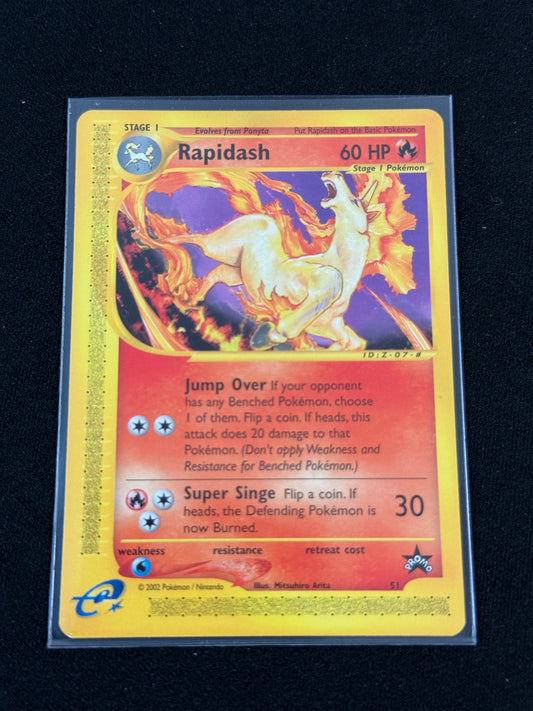 STAGE 1
Evolves from Ponyta
Put Rapidash on the Basic Pokémon
Rapidash
60 HP
Stage 1 Pokémon
ID:Z-07-#
Jump Over If your opponent
has any Benched Pokémon, choose
1 of them. Flip a coin. If heads, this
attack does 20 damage to that
Pokémon. (Don't apply Weakness and
Resistance for Benched Pokémon.)
Super Singe Flip a coin. If
heads, the Defending Pokémon is
now Burned.
30
weakness
resistance
retreat cost
PROMO
© 2002 Pokémon / Nintendo
Illus. Mitsuhiro Arita
51
e